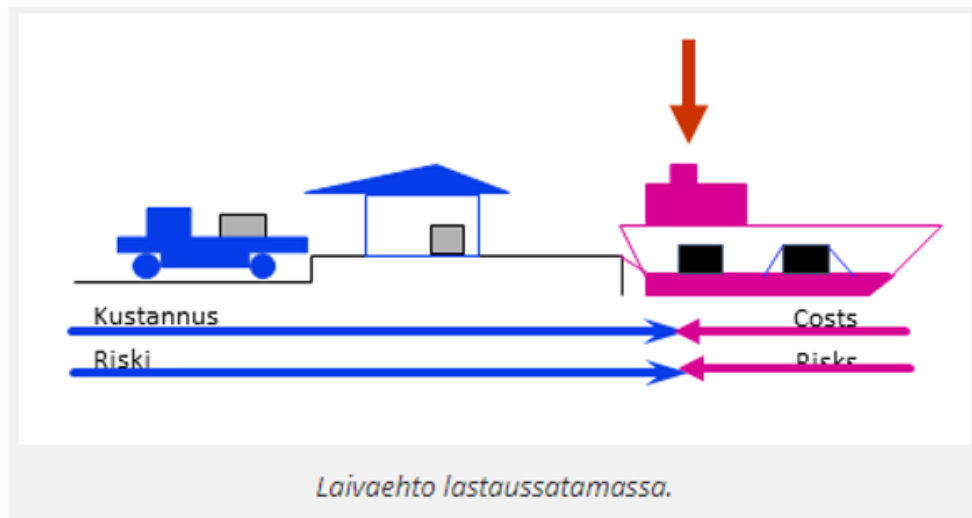 Kustannus
Costs
Riski
Risks
Laivaehto lastaussatamassa.